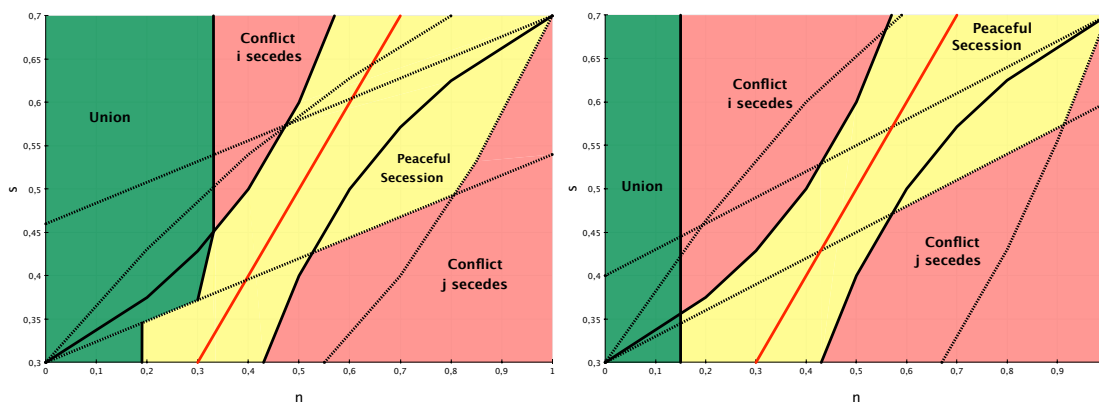 0,7
0,65
0,6
0,55
0,5
0,45
0,4
0,35
0,3
s
0
0,1
0,2
0,3
0,4
0,5
0,6
0,7
0,8
0,9
1
n
Union
Conflict
i secedes
Peaceful
Secession
Conflict
j secedes
0,7
0,65
0,6
0,55
0,5
0,45
0,4
0,35
0,3
s
0
0,1
0,2
0,3
0,4
0,5
0,6
0,7
0,8
0,9
n
Union
Conflict
i secedes
Peaceful
Secession
Conflict
j secedes